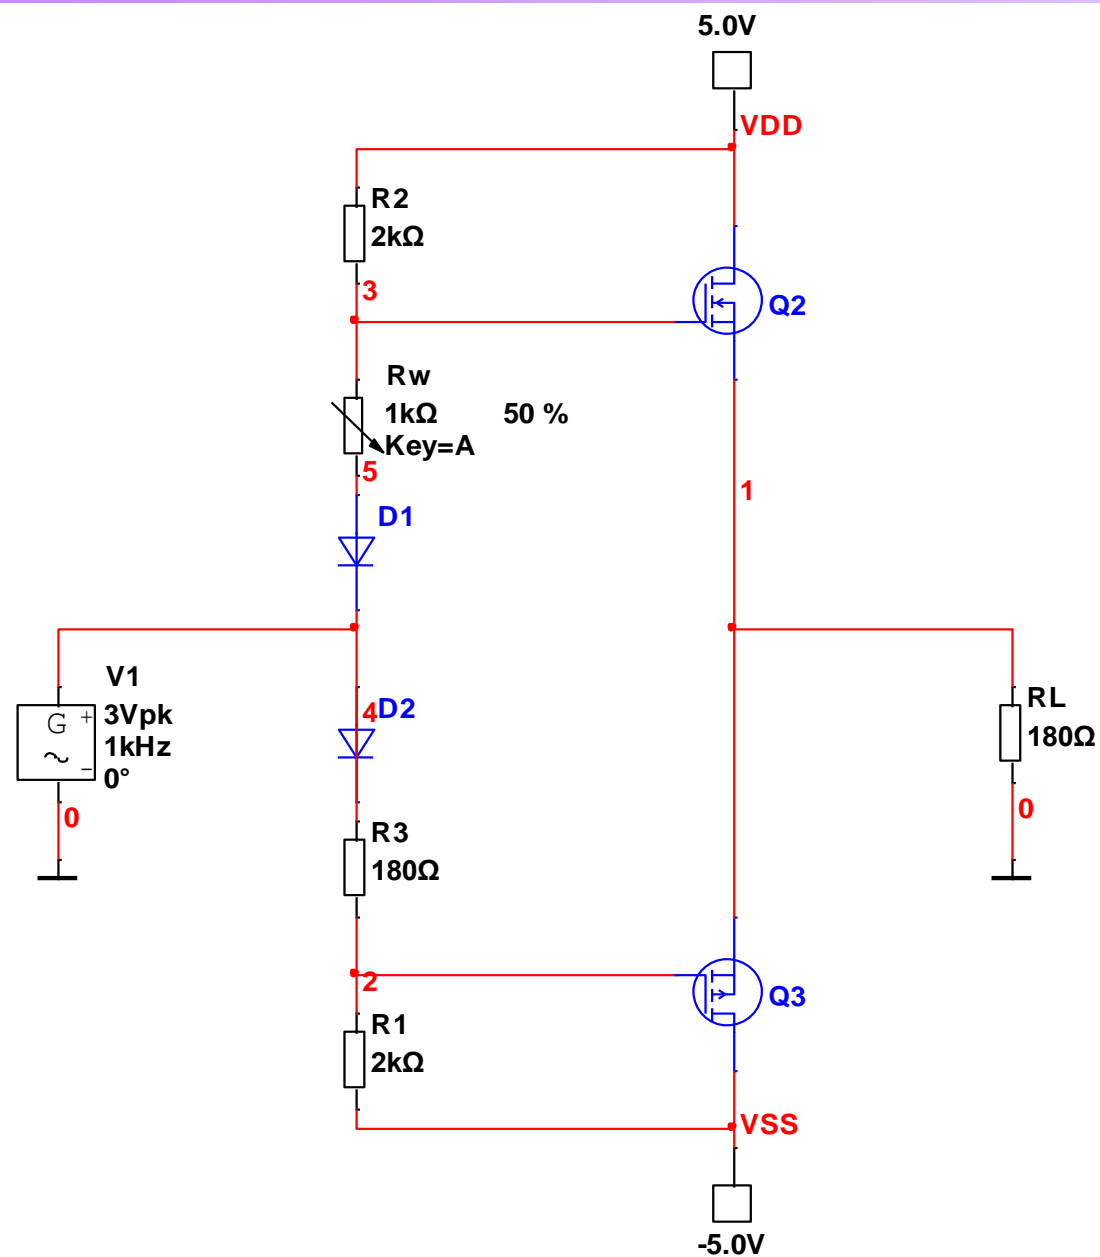 5.0V
VDD
R2
2kΩ
3
Q2
Rw
1kΩ 50 %
Key=A
5
1
D1
V1
3Vpk
1kHz
0°
G
+
−
0
4
D2
RL
180Ω
0
R3
180Ω
2
Q3
R1
2kΩ
VSS
-5.0V